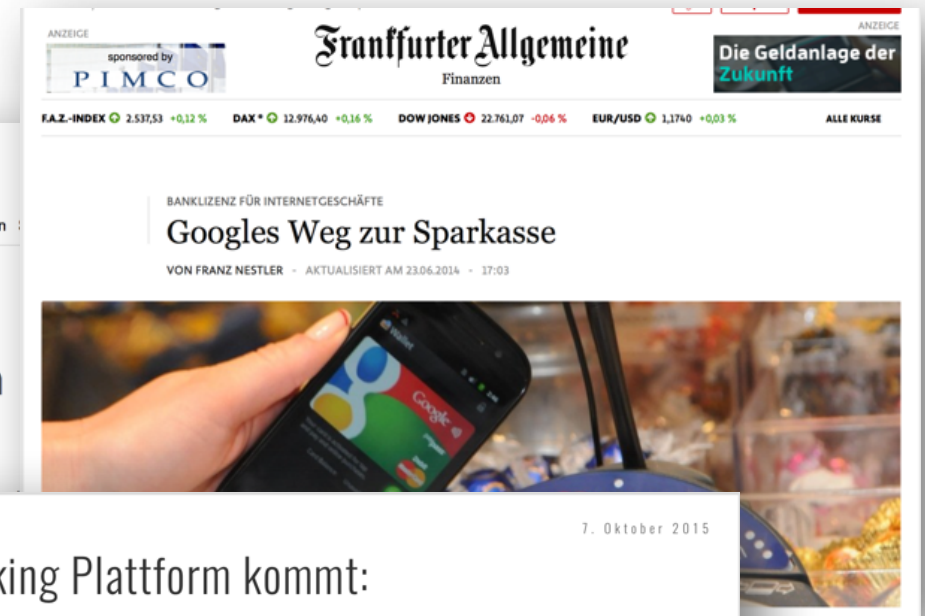 ANZEIGE
sponsored by
PIMCO
Frankfurter Allgemeine
Finanzen
ANZEIGE
Die Geldanlage der
Zukunft
F.A.Z.-INDEX 2.537,53 +0,12 % DAX * 12.976,40 +0,16 % DOW JONES 22.761,07 -0,06 % EUR/USD 1,1740 +0,03 % ALLE KURSE
BANKLIZENZ FÜR INTERNETGESCHÄFTE
Googles Weg zur Sparkasse
VON FRANZ NESTLER - AKTUALISIERT AM 23.06.2014 - 17:03
Wallet
Google
MasterCard
7. Oktober 2015
king Plattform kommt: